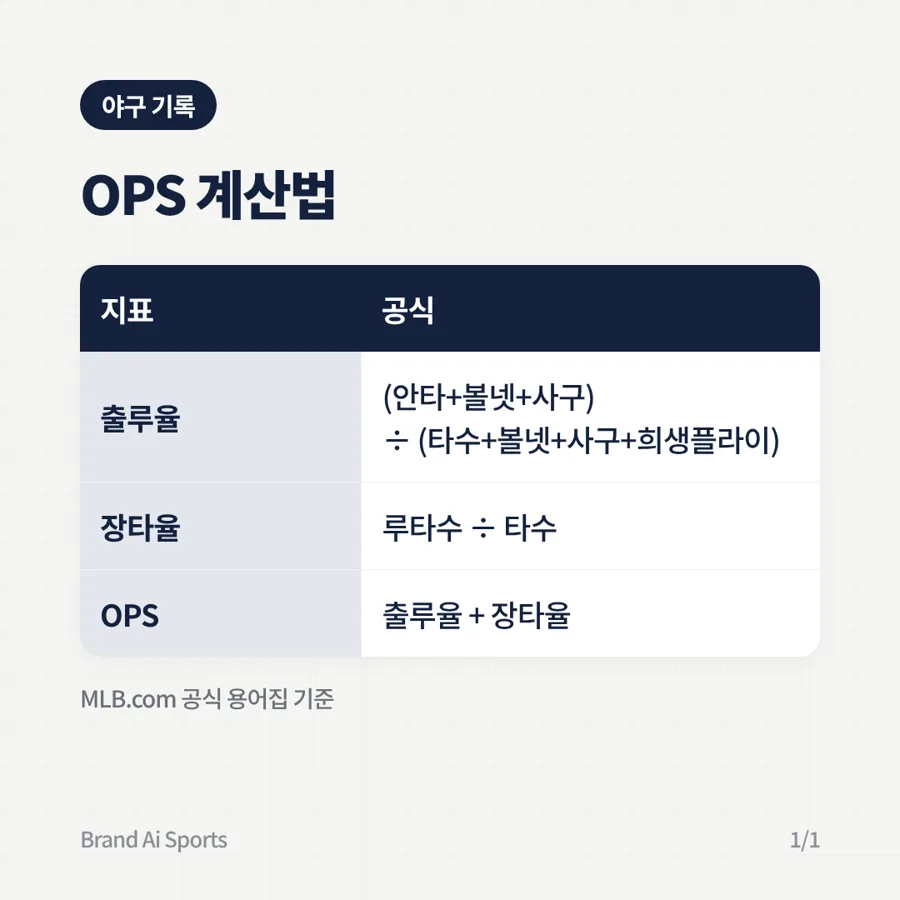 야구 기록
OPS 계산법
지표 공식
출루율 (안타+볼넷+사구)
÷ (타수+볼넷+사구+희생플라이)
장타율 루타수 ÷ 타수
OPS 출루율 + 장타율
MLB.com 공식 용어집 기준
Brand Ai Sports 1/1